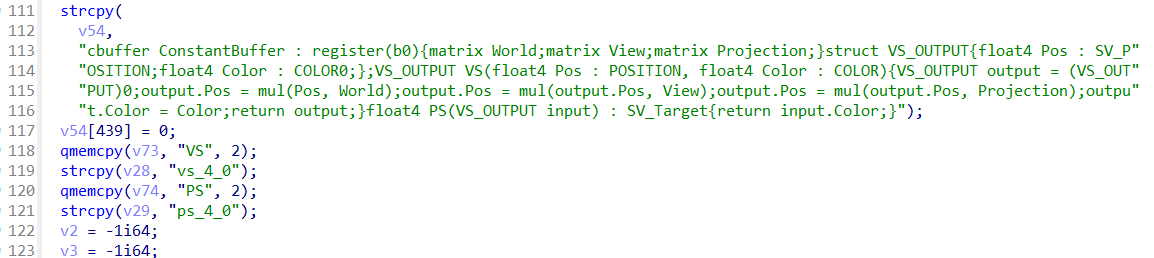 111 strcpy(
112 v54,
113 "cbuffer ConstantBuffer : register(b0){matrix World;matrix View;matrix Projection;}struct VS_OUTPUT{float4 Pos : SV_P"
114 "OSITION;float4 Color : COLOR0;};VS_OUTPUT VS(float4 Pos : POSITION, float4 Color : COLOR){VS_OUTPUT output = (VS_OUT"
115 "PUT)0;output.Pos = mul(Pos, World);output.Pos = mul(output.Pos, View);output.Pos = mul(output.Pos, Projection);outpu"
116 "t.Color = Color;return output;}float4 PS(VS_OUTPUT input) : SV_Target{return input.Color;}");
117 v54[439] = 0;
118 qmemcpy(v73, "VS", 2);
119 strcpy(v28, "vs_4_0");
120 qmemcpy(v74, "PS", 2);
121 strcpy(v29, "ps_4_0");
122 v2 = -1i64;
123 v3 = -1i64;